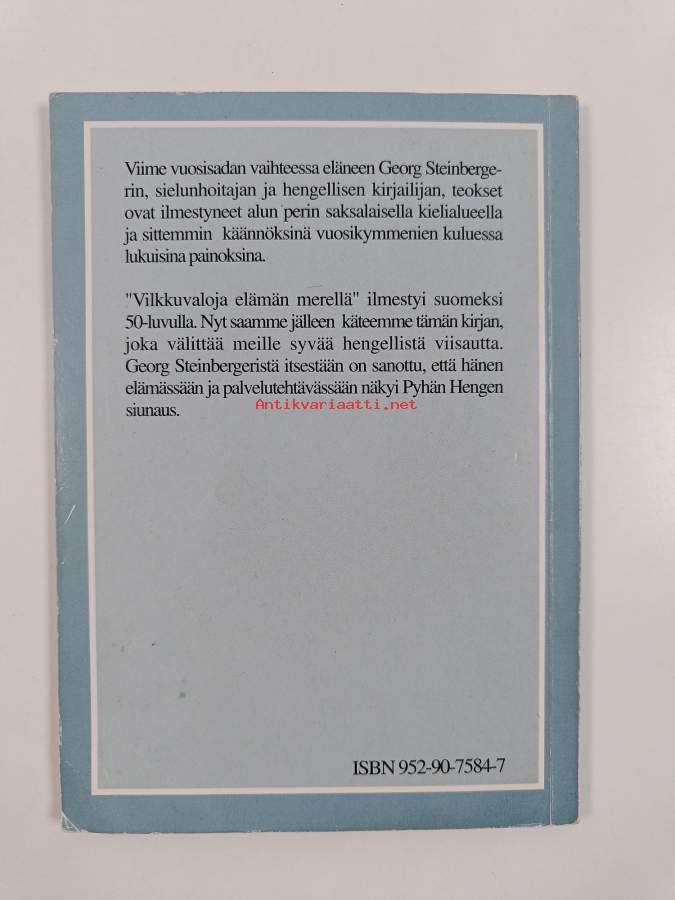 Viime vuosisadan vaihteessa eläneen Georg Steinberge-
rin, sielunhoitajan ja hengellisen kirjailijan, teokset
ovat ilmestyneet alun perin saksalaisella kielialueella
ja sittemmin käännöksinä vuosikymmenien kuluessa
lukuisina painoksina.
"Vilkkuvaloja elämän merellä" ilmestyi suomeksi
50-luvulla. Nyt saamme jälleen käteemme tämän kirjan,
joka välittää meille syvää hengellistä viisautta.
Georg Steinbergeristä itsestään on sanottu, että hänen
elämässään ja palvelutehtävässään näkyi Pyhän Hengen
siunaus.
Antikvariaatti.net
ISBN 952-90-7584-7